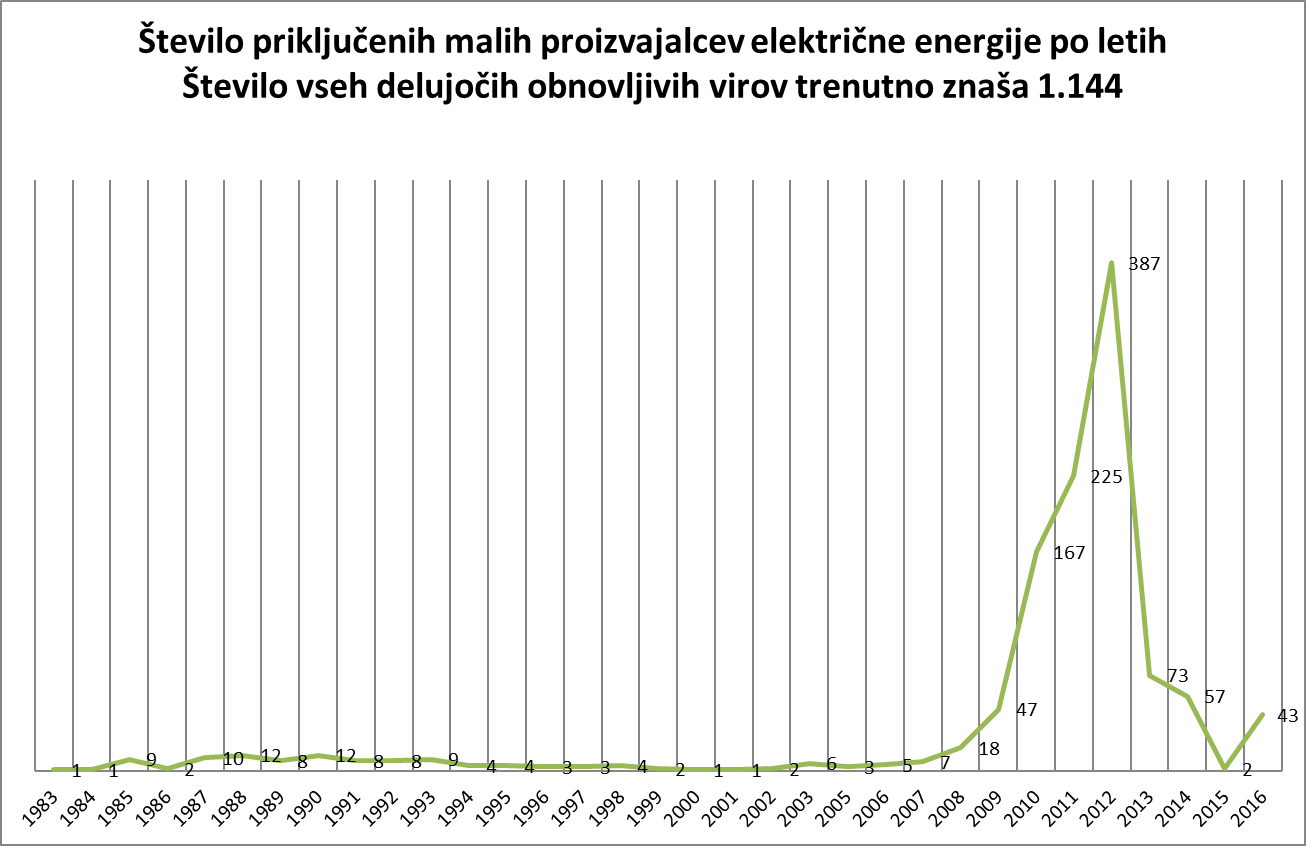 Število priključenih malih proizvajalcev električne energije po letih
Število vseh delujočih obnovljivih virov trenutno znaša 1.144
1 1 9 2 10 12 8 12 8 8 9 4 4 3 3 4 2 1 1 2 6 3 5 7 18 47 167 225 387 73 57 2 43
1983 1984 1985 1986 1987 1988 1989 1990 1991 1992 1993 1994 1995 1996 1997 1998 1999 2000 2001 2002 2003 2005 2006 2007 2008 2009 2010 2011 2012 2013 2014 2015 2016